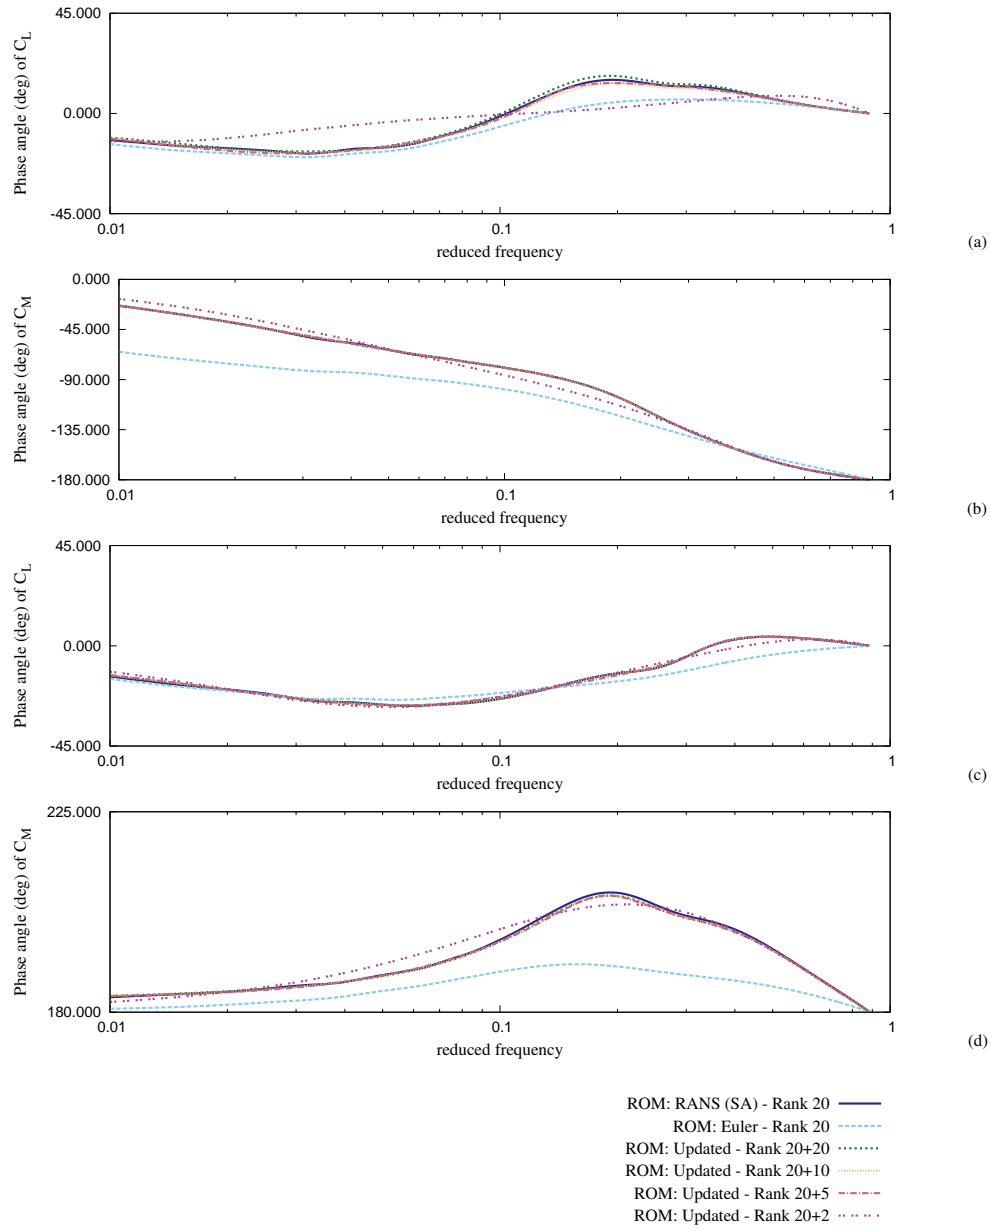 45.000
0.000
-45.000
Phase angle (deg) of C_L
0.01
0.1
1
reduced frequency
(a)
0.000
-45.000
-90.000
-135.000
-180.000
Phase angle (deg) of C_M
0.01
0.1
1
reduced frequency
(b)
45.000
0.000
-45.000
Phase angle (deg) of C_L
0.01
0.1
1
reduced frequency
(c)
225.000
180.000
Phase angle (deg) of C_M
0.01
0.1
1
reduced frequency
(d)
ROM: RANS (SA) - Rank 20
ROM: Euler - Rank 20
ROM: Updated - Rank 20+20
ROM: Updated - Rank 20+10
ROM: Updated - Rank 20+5
ROM: Updated - Rank 20+2